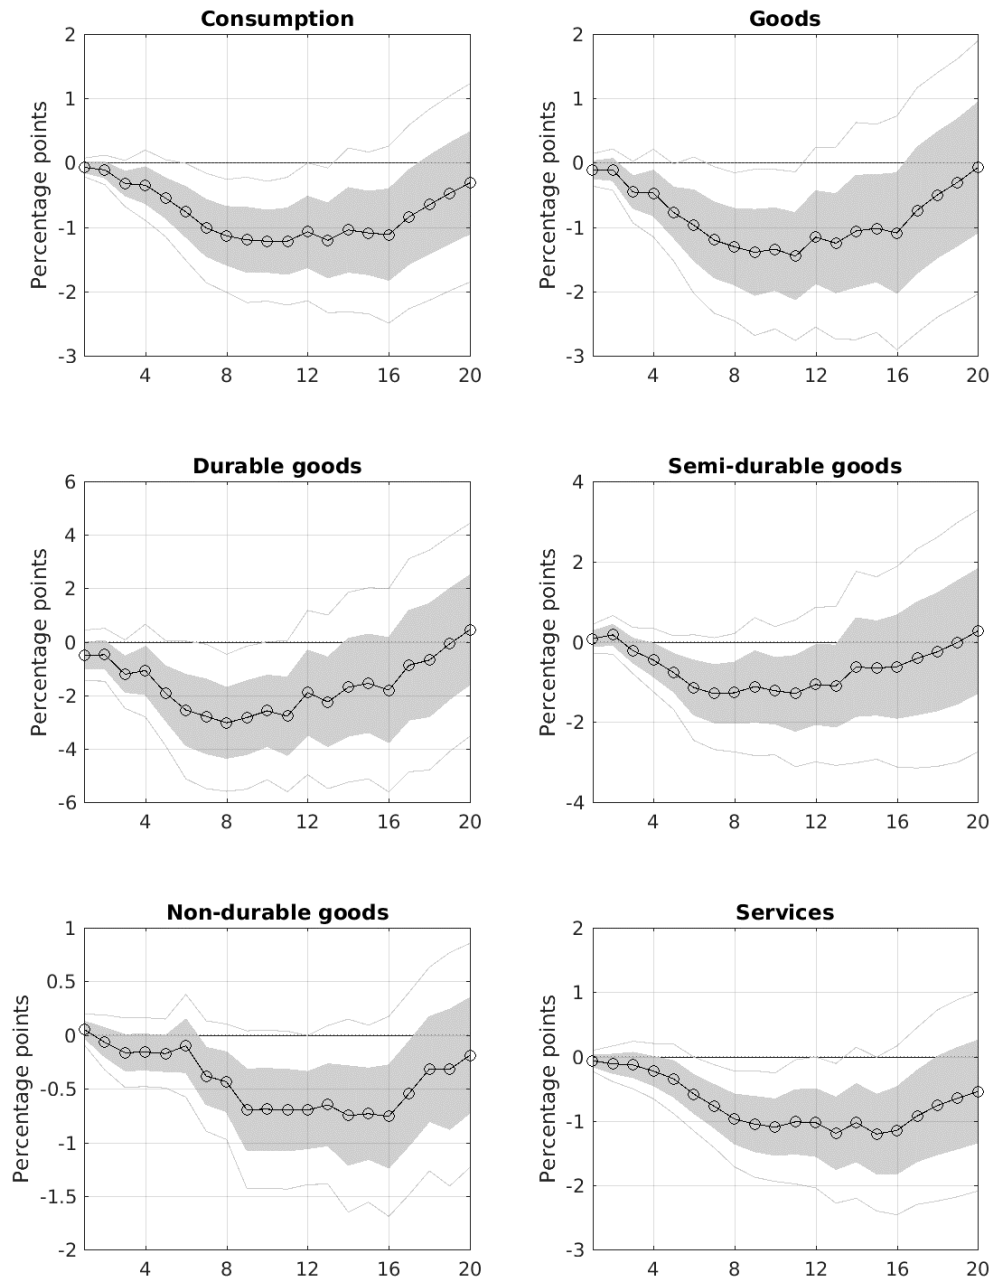 Consumption
Percentage points
2
1
0
-1
-2
-3
4 8 12 16 20
Goods
Percentage points
2
1
0
-1
-2
-3
4 8 12 16 20
Durable goods
Percentage points
6
4
2
0
-2
-4
-6
4 8 12 16 20
Semi-durable goods
Percentage points
4
2
0
-2
-4
4 8 12 16 20
Non-durable goods
Percentage points
1
0.5
0
-0.5
-1
-1.5
-2
4 8 12 16 20
Services
Percentage points
2
1
0
-1
-2
-3
4 8 12 16 20